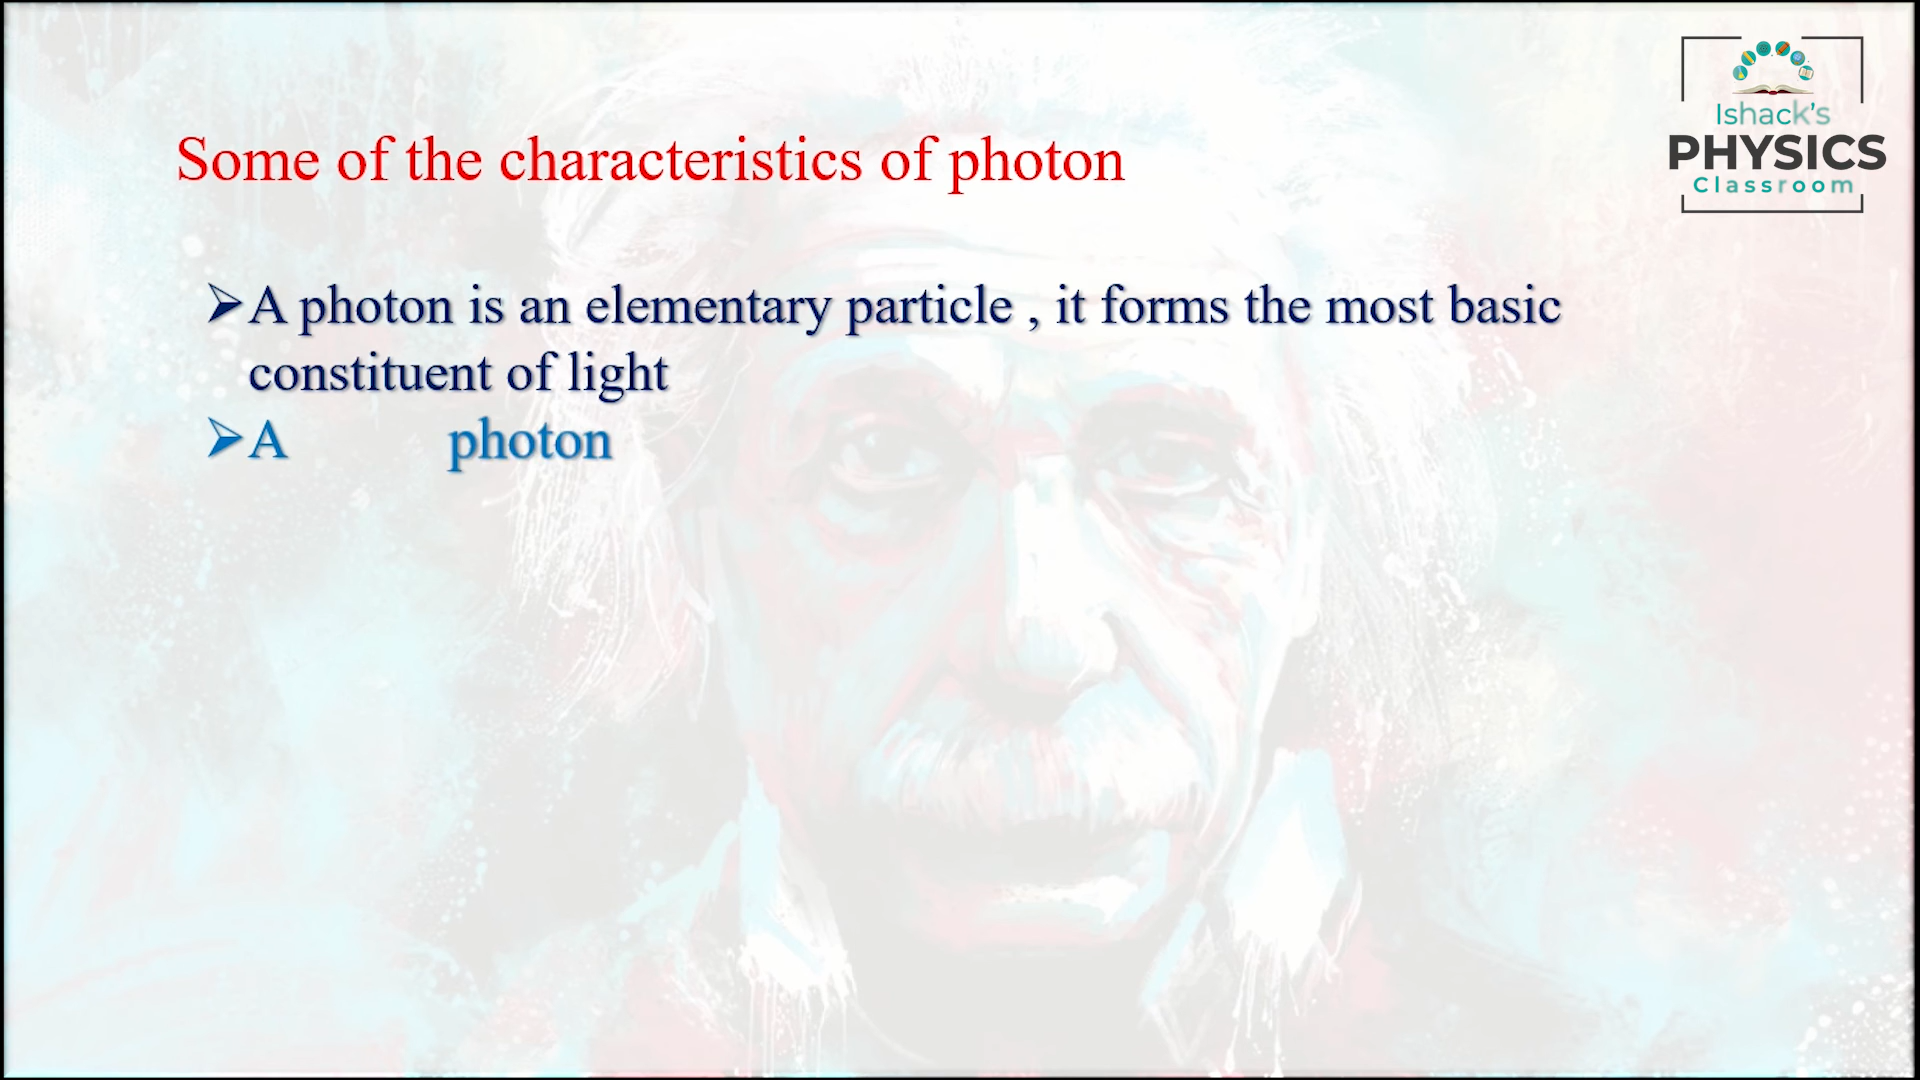 Ishack's
PHYSICS
Classroom
Some of the characteristics of photon
➢A photon is an elementary particle , it forms the most basic
constituent of light
➢A photon